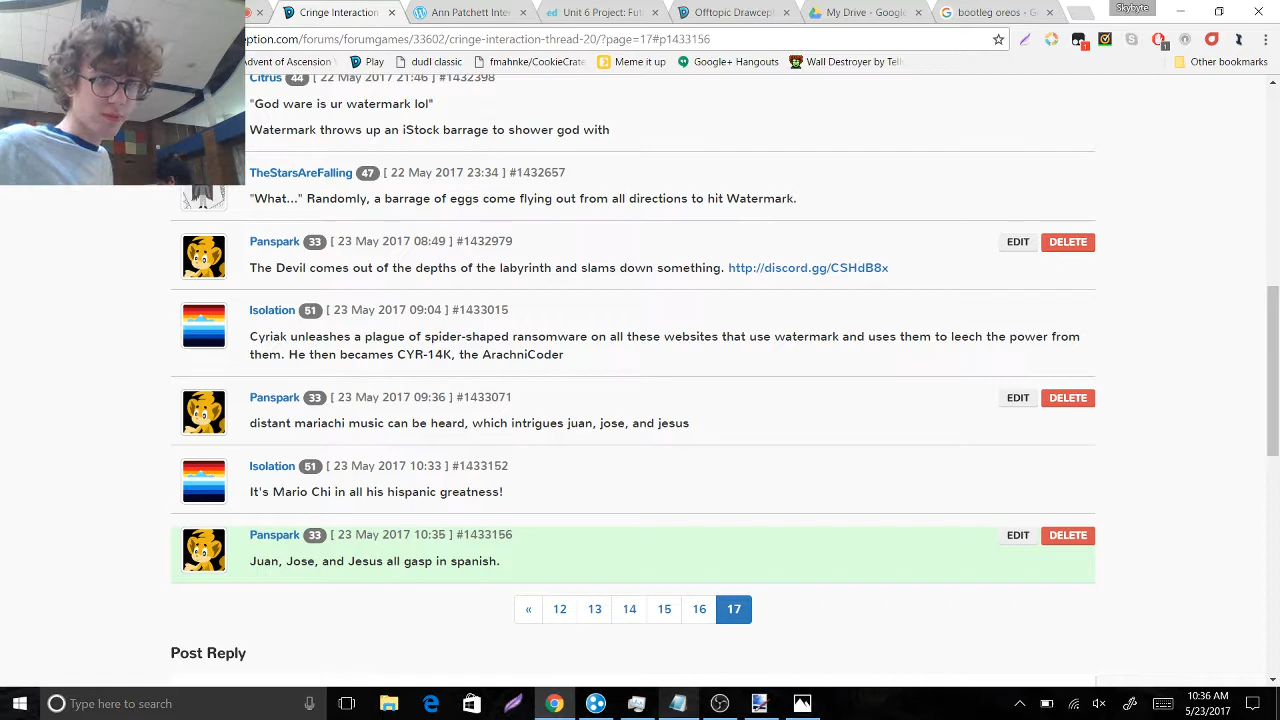 Cringe Interaction
Ann Patchett Inter
Unit 6 Project: Fut
Offtopic Drawcept
My Drive - Google
bootleg oreos - G
Skybyte
eption.com/forums/forumgames/33602/cringe-interaction-thread-20/?page=17#p1433156
Advent of Ascension
Play
dudl classic
fmahnke/CookieCrate
Meme it up
Google+ Hangouts
Wall Destroyer by Tell
Other bookmarks
Citrus 44 [ 22 May 2017 21:46 ] #1432398
"God ware is ur watermark lol"
Watermark throws up an iStock barrage to shower god with
TheStarsAreFalling 47 [ 22 May 2017 23:34 ] #1432657
"What..." Randomly, a barrage of eggs come flying out from all directions to hit Watermark.
Panspark 33 [ 23 May 2017 08:49 ] #1432979 EDIT DELETE
The Devil comes out of the depths of the labyrinth and slams down something. http://discord.gg/CSHdB8x
Isolation 51 [ 23 May 2017 09:04 ] #1433015
Cyriak unleashes a plague of spider-shaped ransomware on all these websites that use watermark and uses them to leech the power from
them. He then becames CYR-14K, the ArachniCoder
Panspark 33 [ 23 May 2017 09:36 ] #1433071 EDIT DELETE
distant mariachi music can be heard, which intrigues juan, jose, and jesus
Isolation 51 [ 23 May 2017 10:33 ] #1433152
It's Mario Chi in all his hispanic greatness!
Panspark 33 [ 23 May 2017 10:35 ] #1433156 EDIT DELETE
Juan, Jose, and Jesus all gasp in spanish.
« 12 13 14 15 16 17
Post Reply
Type here to search
10:36 AM
5/23/2017